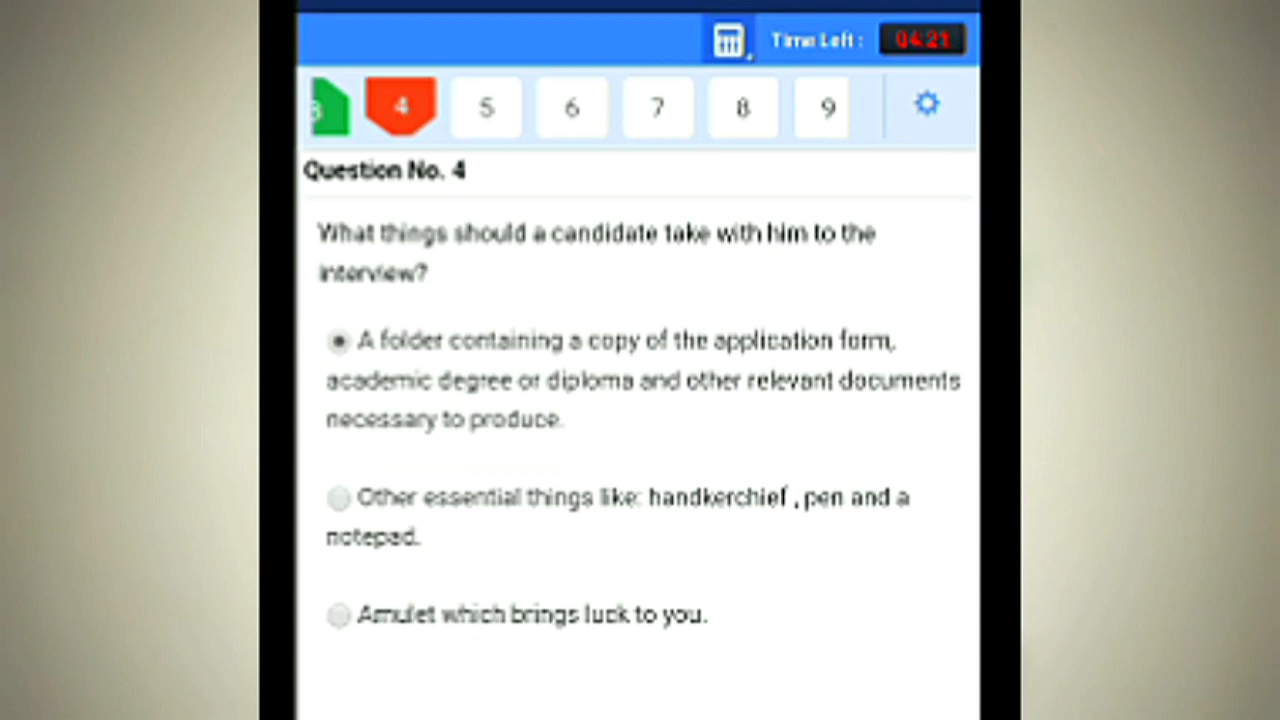 Time Left :
04:21
4 5 6 7 8 9
Question No. 4
What things should a candidate take with him to the
interview?
A folder containing a copy of the application form,
academic degree or diploma and other relevant documents
necessary to produce.
Other essential things like: handkerchief , pen and a
notepad.
Amulet which brings luck to you.